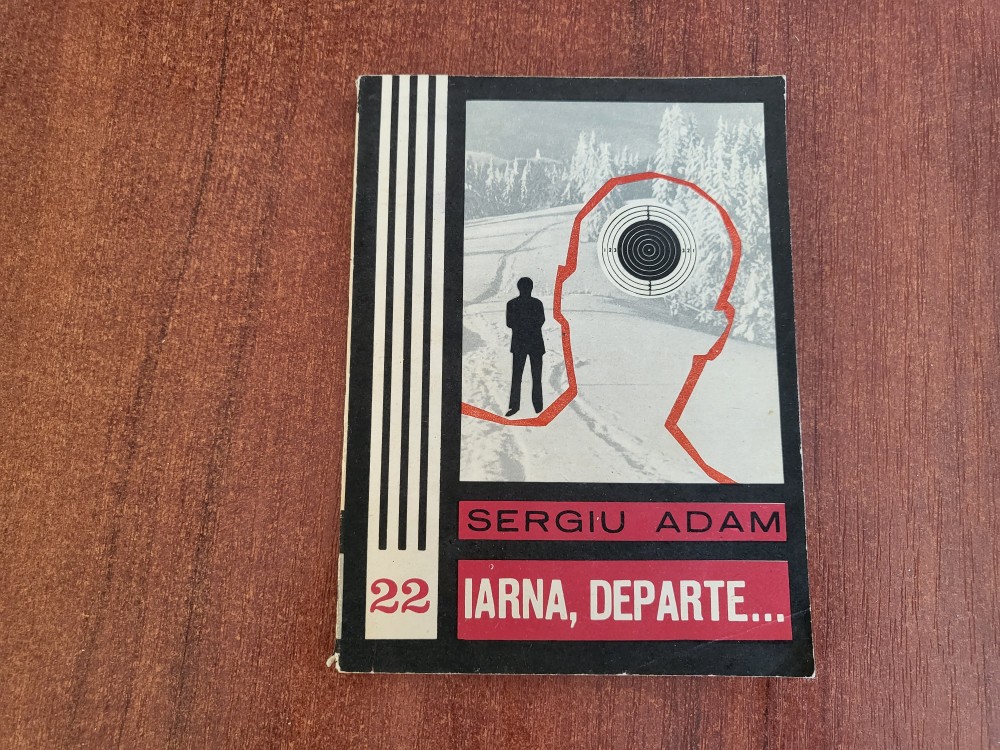 SERGIU ADAM
22
IARNA, DEPARTE...